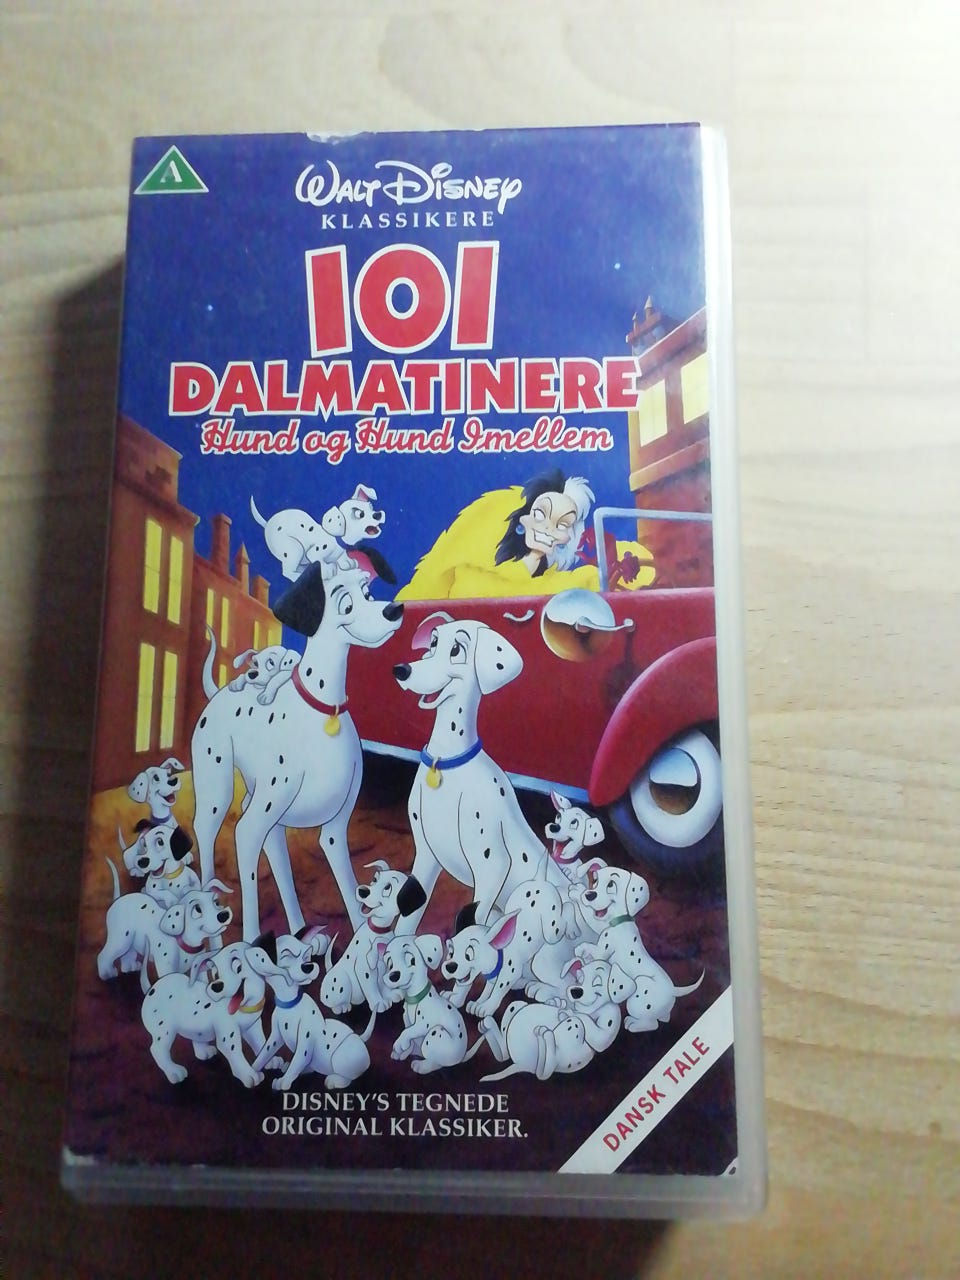 A
WALT DISNEY
KLASSIKERE
101
DALMATINERE
Hund og Hund Imellem
DISNEY'S TEGNEDE
ORIGINAL KLASSIKER.
DANSK TALE